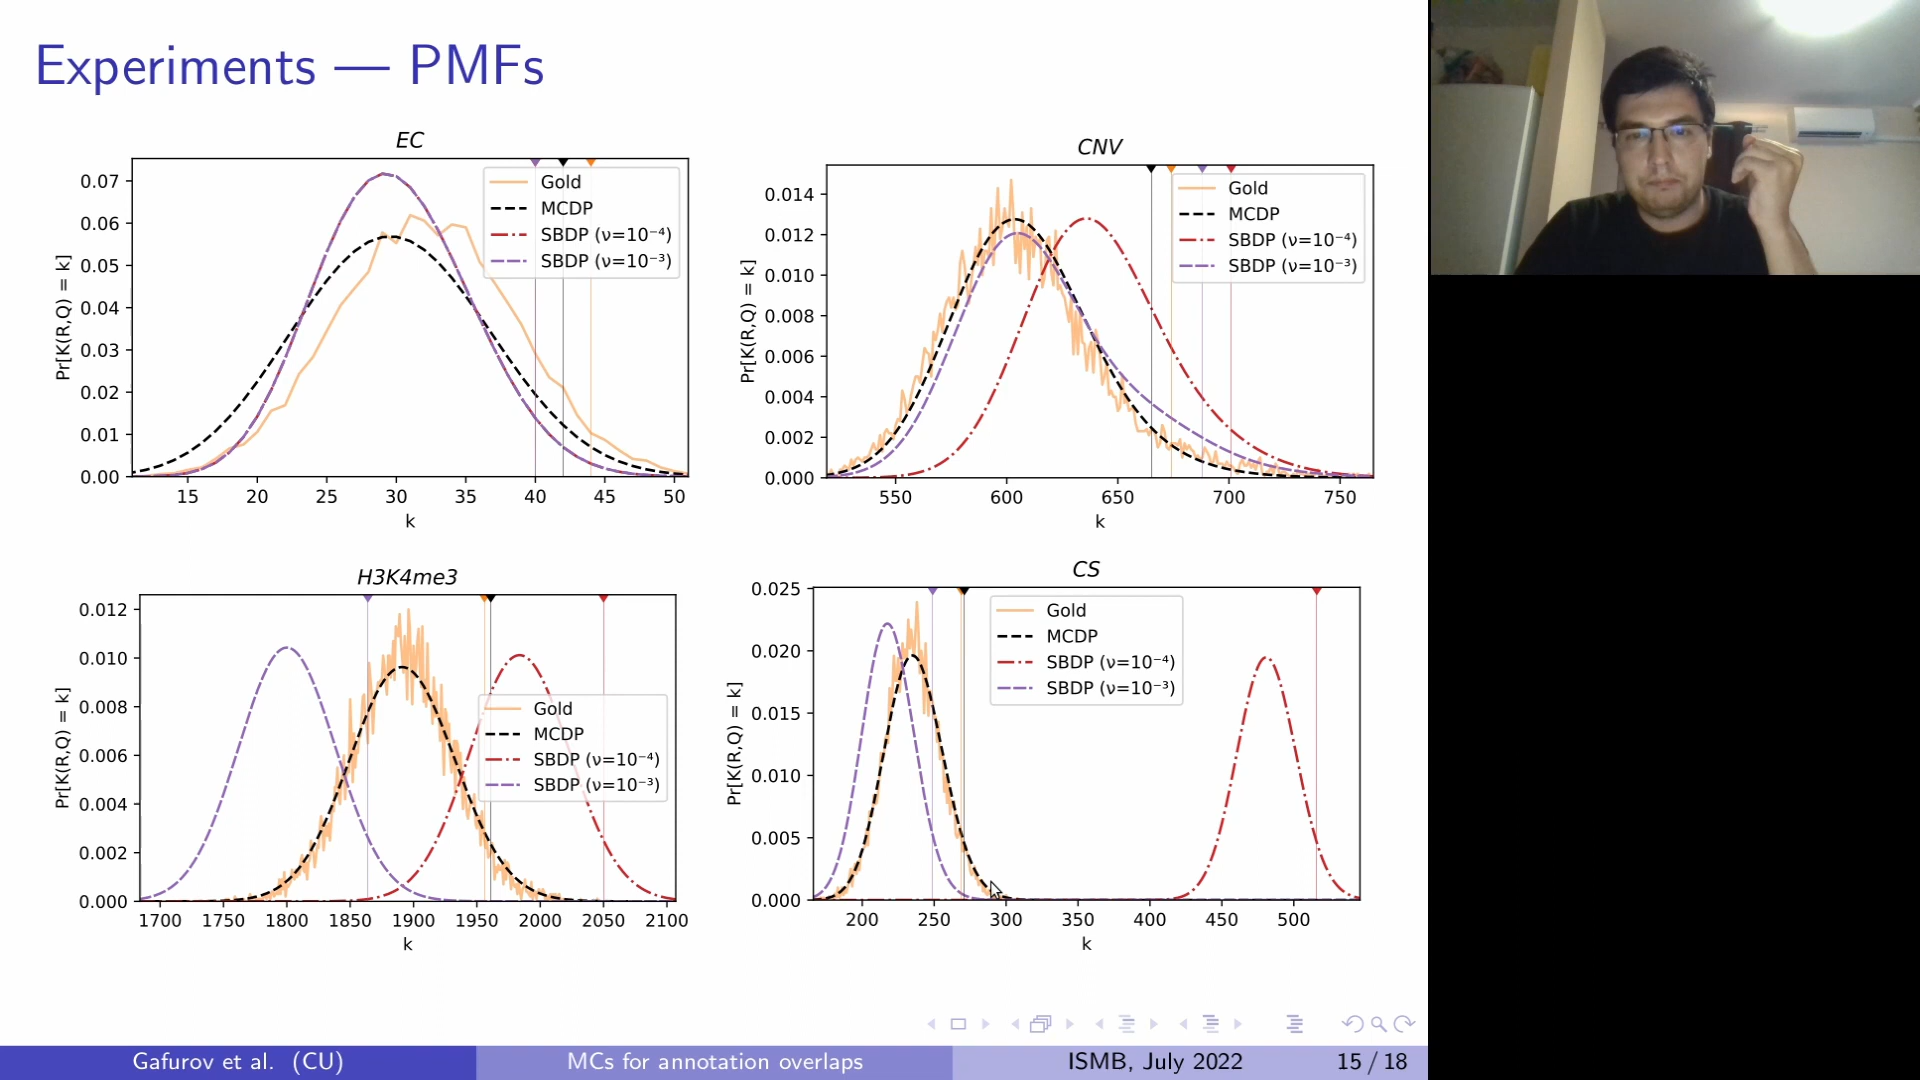 Experiments — PMFs
EC
0.07
0.06
0.05
0.04
0.03
0.02
0.01
0.00
Pr[K(R,Q) = k]
Gold
MCDP
SBDP (ν=10⁻⁴)
SBDP (ν=10⁻³)
15 20 25 30 35 40 45 50
k
CNV
0.014
0.012
0.010
0.008
0.006
0.004
0.002
0.000
Pr[K(R,Q) = k]
Gold
MCDP
SBDP (ν=10⁻⁴)
SBDP (ν=10⁻³)
550 600 650 700 750
k
H3K4me3
0.012
0.010
0.008
0.006
0.004
0.002
0.000
Pr[K(R,Q) = k]
Gold
MCDP
SBDP (ν=10⁻⁴)
SBDP (ν=10⁻³)
1700 1750 1800 1850 1900 1950 2000 2050 2100
k
CS
0.025
0.020
0.015
0.010
0.005
0.000
Pr[K(R,Q) = k]
Gold
MCDP
SBDP (ν=10⁻⁴)
SBDP (ν=10⁻³)
200 250 300 350 400 450 500
k
Gafurov et al. (CU) MCs for annotation overlaps ISMB, July 2022 15 / 18